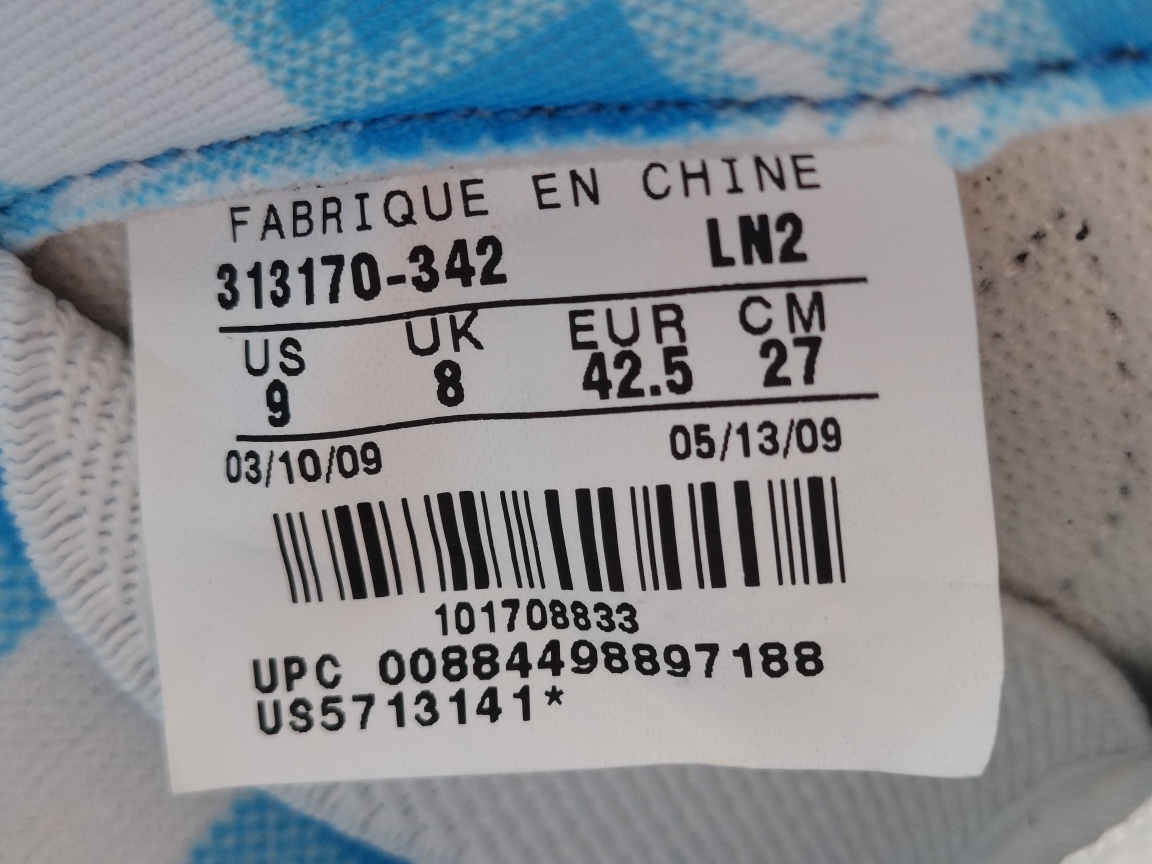 FABRIQUE EN CHINE
313170-342 LN2
US UK EUR CM
9 8 42.5 27
03/10/09 05/13/09
101708833
UPC 00884498897188
US5713141*